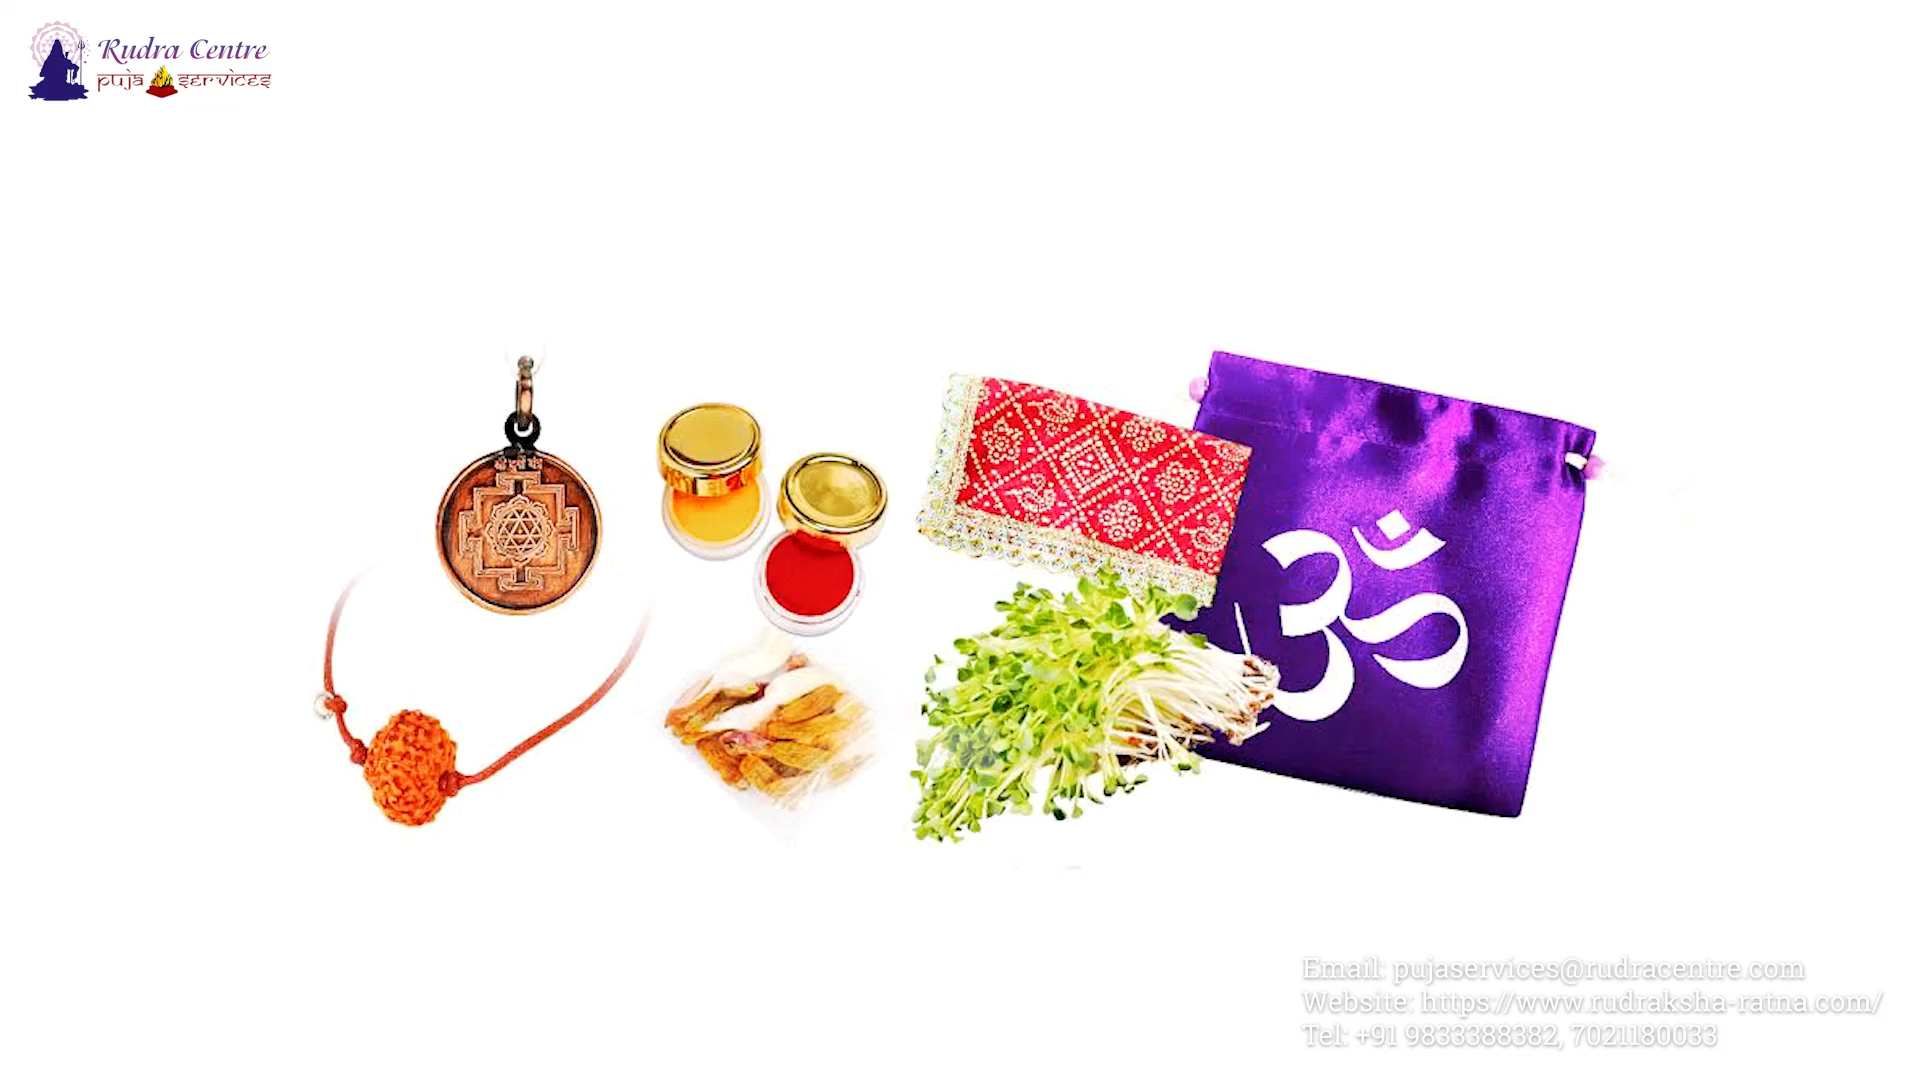 Rudra Centre
puja services
ॐ
Email: pujaservices@rudracentre.com
Website: https://www.rudraksha-ratna.com/
Tel: +91 9833388382, 7021180033